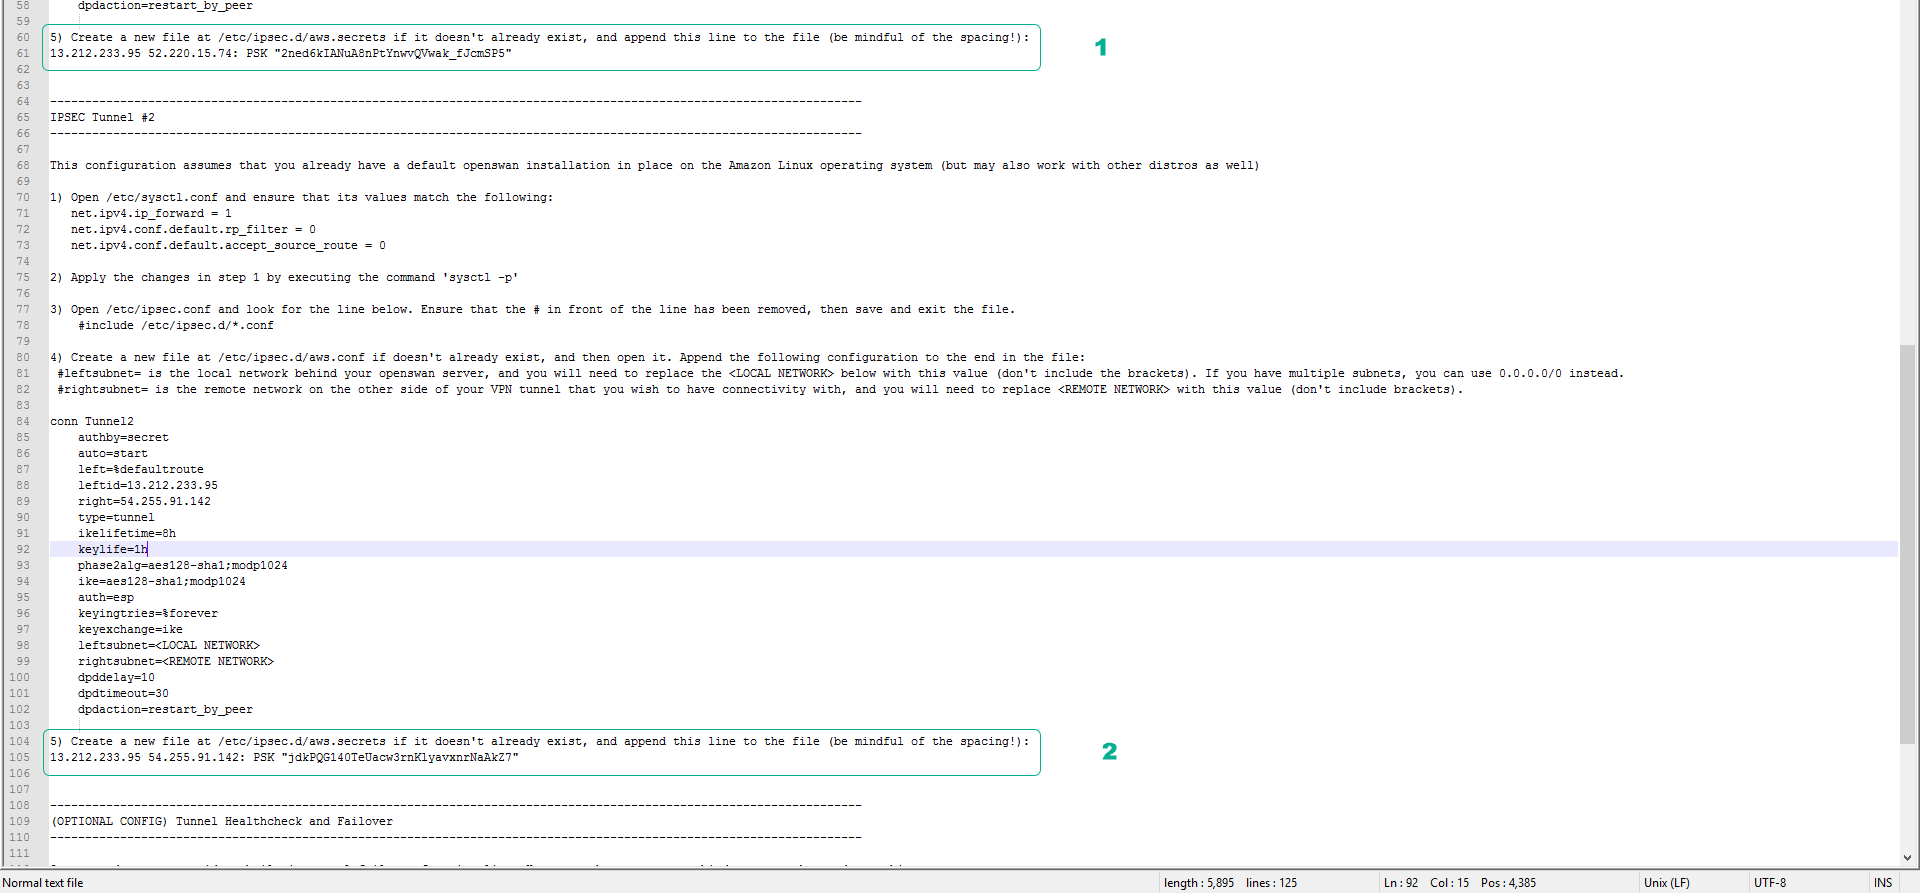 58 dpdaction=restart_by_peer
59
60 5) Create a new file at /etc/ipsec.d/aws.secrets if it doesn't already exist, and append this line to the file (be mindful of the spacing!): 1
61 13.212.233.95 52.220.15.74: PSK "2ned6kIANuA8nPtYnwvQVwak_fJcmSP5"
62
63
64 --------------------------------------------------------------------------------------------------------------------
65 IPSEC Tunnel #2
66 --------------------------------------------------------------------------------------------------------------------
67
68 This configuration assumes that you already have a default openswan installation in place on the Amazon Linux operating system (but may also work with other distros as well)
69
70 1) Open /etc/sysctl.conf and ensure that its values match the following:
71 net.ipv4.ip_forward = 1
72 net.ipv4.conf.default.rp_filter = 0
73 net.ipv4.conf.default.accept_source_route = 0
74
75 2) Apply the changes in step 1 by executing the command 'sysctl -p'
76
77 3) Open /etc/ipsec.conf and look for the line below. Ensure that the # in front of the line has been removed, then save and exit the file.
78 #include /etc/ipsec.d/*.conf
79
80 4) Create a new file at /etc/ipsec.d/aws.conf if doesn't already exist, and then open it. Append the following configuration to the end in the file:
81 #leftsubnet= is the local network behind your openswan server, and you will need to replace the <LOCAL NETWORK> below with this value (don't include the brackets). If you have multiple subnets, you can use 0.0.0.0/0 instead.
82 #rightsubnet= is the remote network on the other side of your VPN tunnel that you wish to have connectivity with, and you will need to replace <REMOTE NETWORK> with this value (don't include brackets).
83
84 conn Tunnel2
85 authby=secret
86 auto=start
87 left=%defaultroute
88 leftid=13.212.233.95
89 right=54.255.91.142
90 type=tunnel
91 ikelifetime=8h
92 keylife=1h
93 phase2alg=aes128-sha1;modp1024
94 ike=aes128-sha1;modp1024
95 auth=esp
96 keyingtries=%forever
97 keyexchange=ike
98 leftsubnet=<LOCAL NETWORK>
99 rightsubnet=<REMOTE NETWORK>
100 dpddelay=10
101 dpdtimeout=30
102 dpdaction=restart_by_peer
103
104 5) Create a new file at /etc/ipsec.d/aws.secrets if it doesn't already exist, and append this line to the file (be mindful of the spacing!): 2
105 13.212.233.95 54.255.91.142: PSK "jdkPQG140TeUacw3rnKlyavxnrNaAkZ7"
106
107
108 --------------------------------------------------------------------------------------------------------------------
109 (OPTIONAL CONFIG) Tunnel Healthcheck and Failover
110 --------------------------------------------------------------------------------------------------------------------
111
Normal text file length : 5,895 lines : 125 Ln : 92 Col : 15 Pos : 4,385 Unix (LF) UTF-8 INS